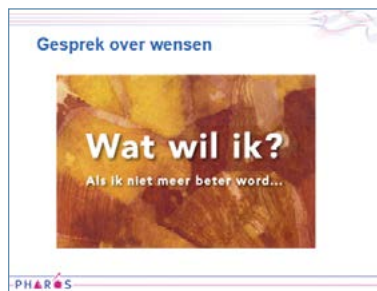 Gesprek over wensen
Wat wil ik?
Als ik niet meer beter word...
PHAROS